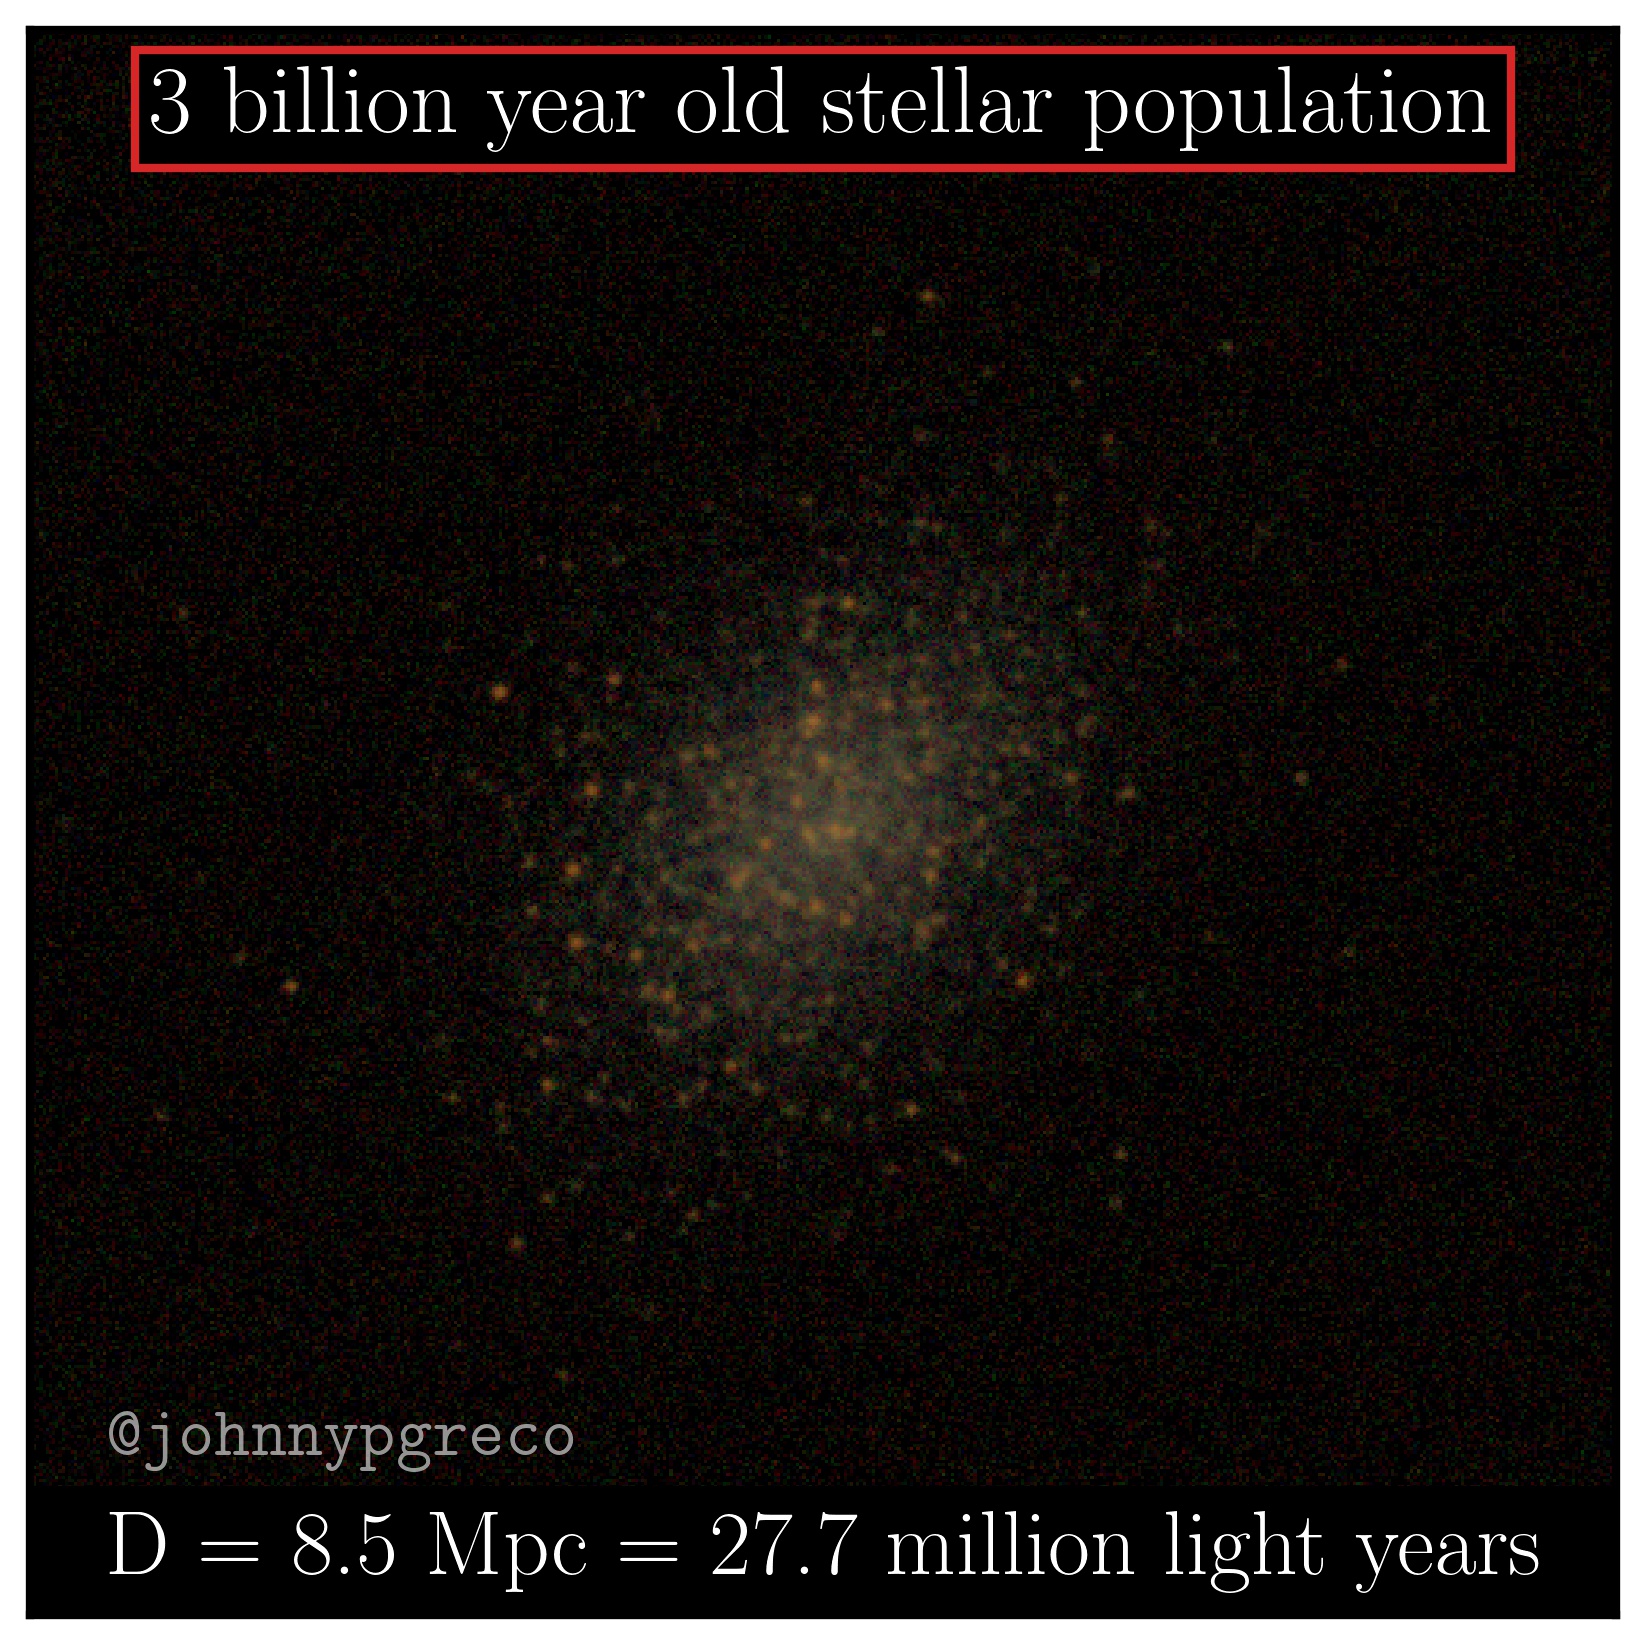 3 billion year old stellar population
@johnnypgreco
D = 8.5 Mpc = 27.7 million light years